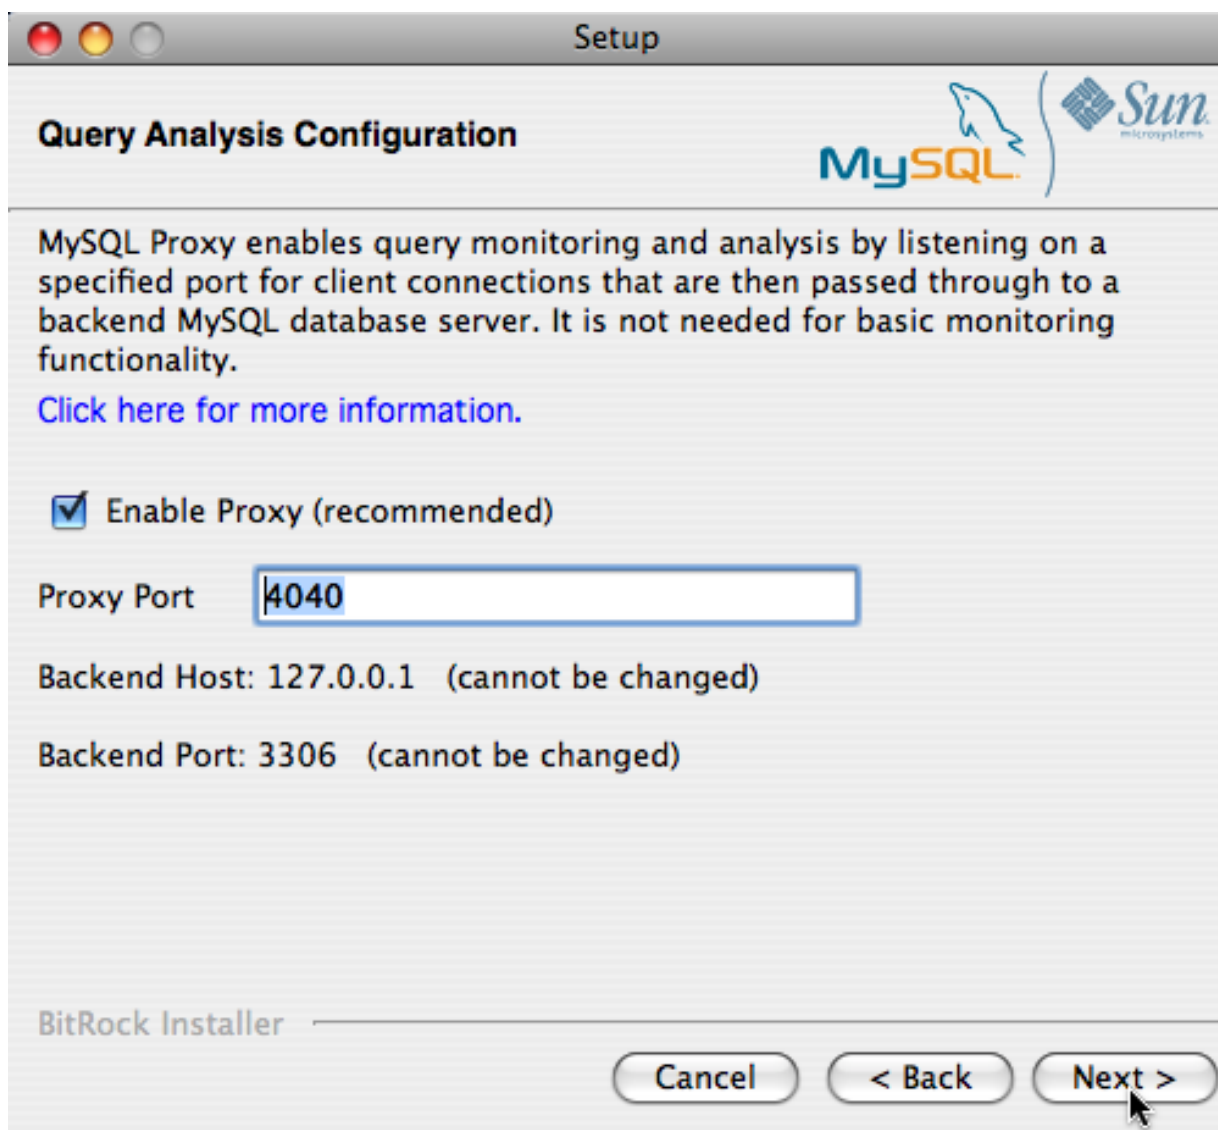 Setup
Query Analysis Configuration
MySQL
Sun
microsystems
MySQL Proxy enables query monitoring and analysis by listening on a
specified port for client connections that are then passed through to a
backend MySQL database server. It is not needed for basic monitoring
functionality.
Click here for more information.
Enable Proxy (recommended)
Proxy Port 4040
Backend Host: 127.0.0.1 (cannot be changed)
Backend Port: 3306 (cannot be changed)
BitRock Installer
Cancel < Back Next >